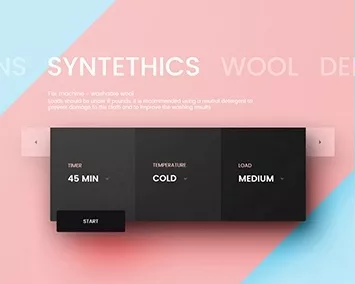 NS SYNTETHICS WOOL DE
For machine - washable wool
Loads should be under 8 pounds, it is recommended using a neutral detergent to
prevent damage to the cloth and to improve the washing results
TIMER TEMPERATURE LOAD
45 MIN COLD MEDIUM
START